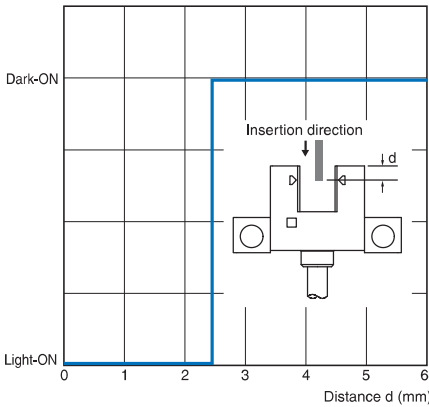 Dark-ON
Insertion direction
d
Light-ON
0 1 2 3 4 5 6
Distance d (mm)